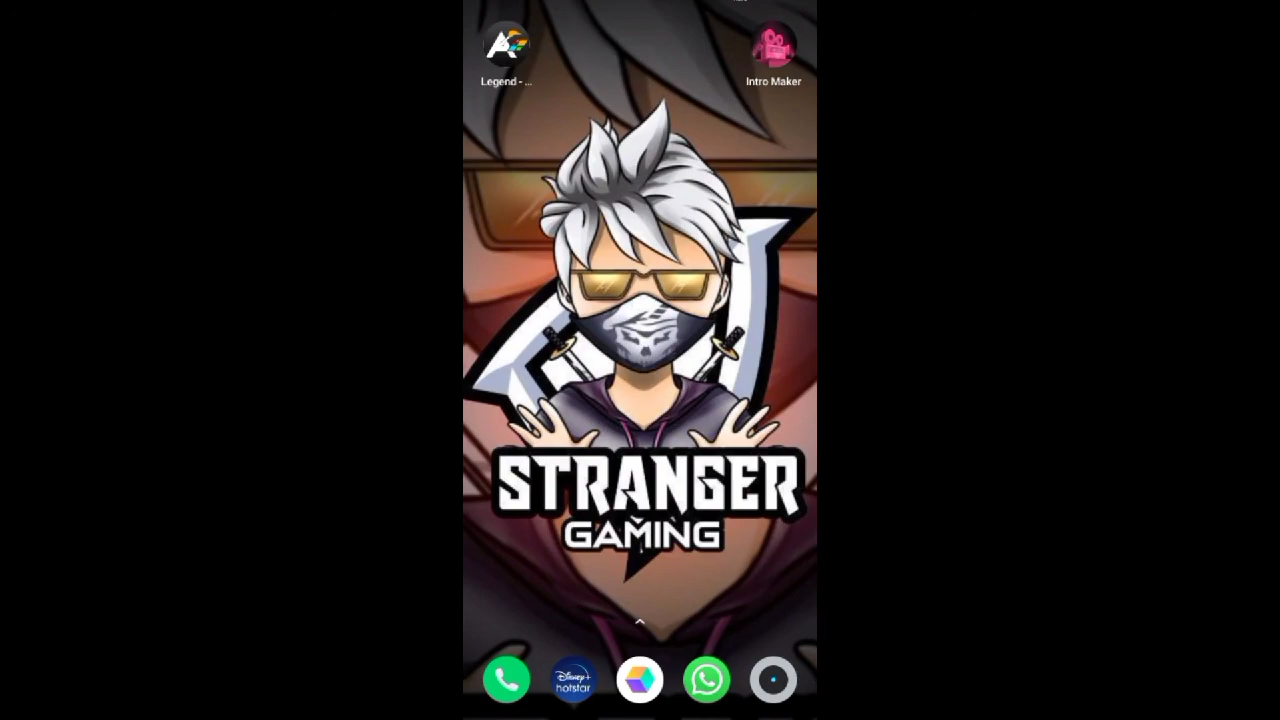 Legend - ...
Intro Maker
STRANGER
GAMING
Disney+
hotstar